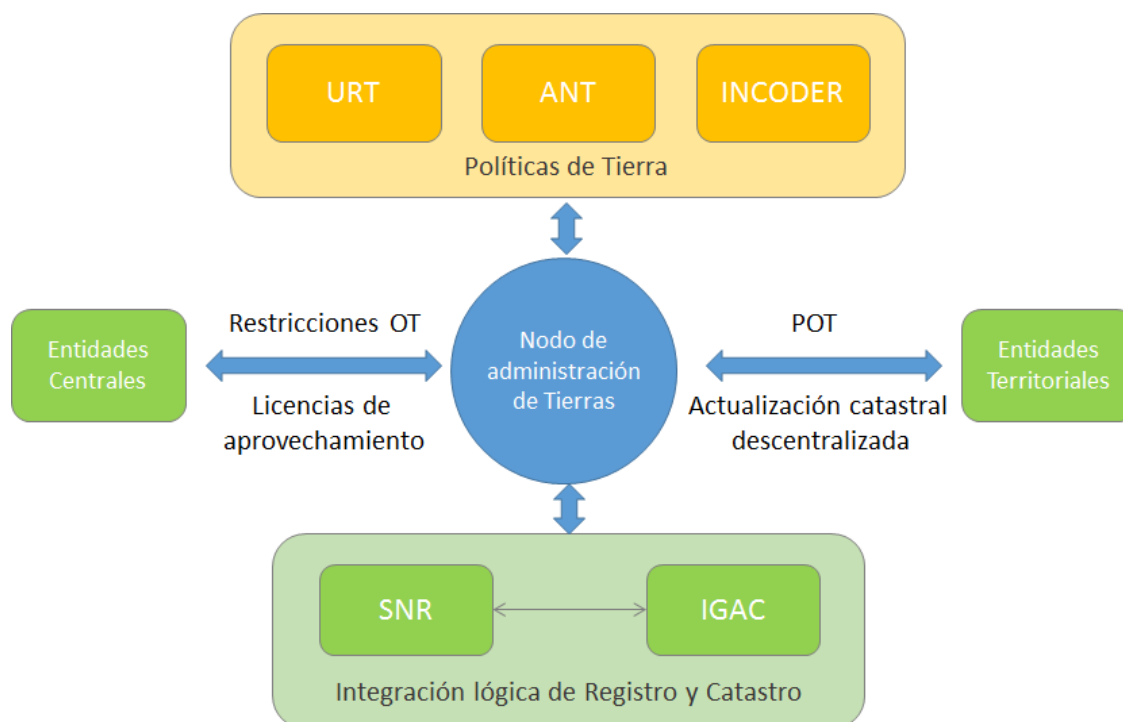 URT
ANT
INCODER
Políticas de Tierra
Restricciones OT
Licencias de
aprovechamiento
Entidades
Centrales
Nodo de
administración
de Tierras
POT
Actualización catastral
descentralizada
Entidades
Territoriales
SNR
IGAC
Integración lógica de Registro y Catastro